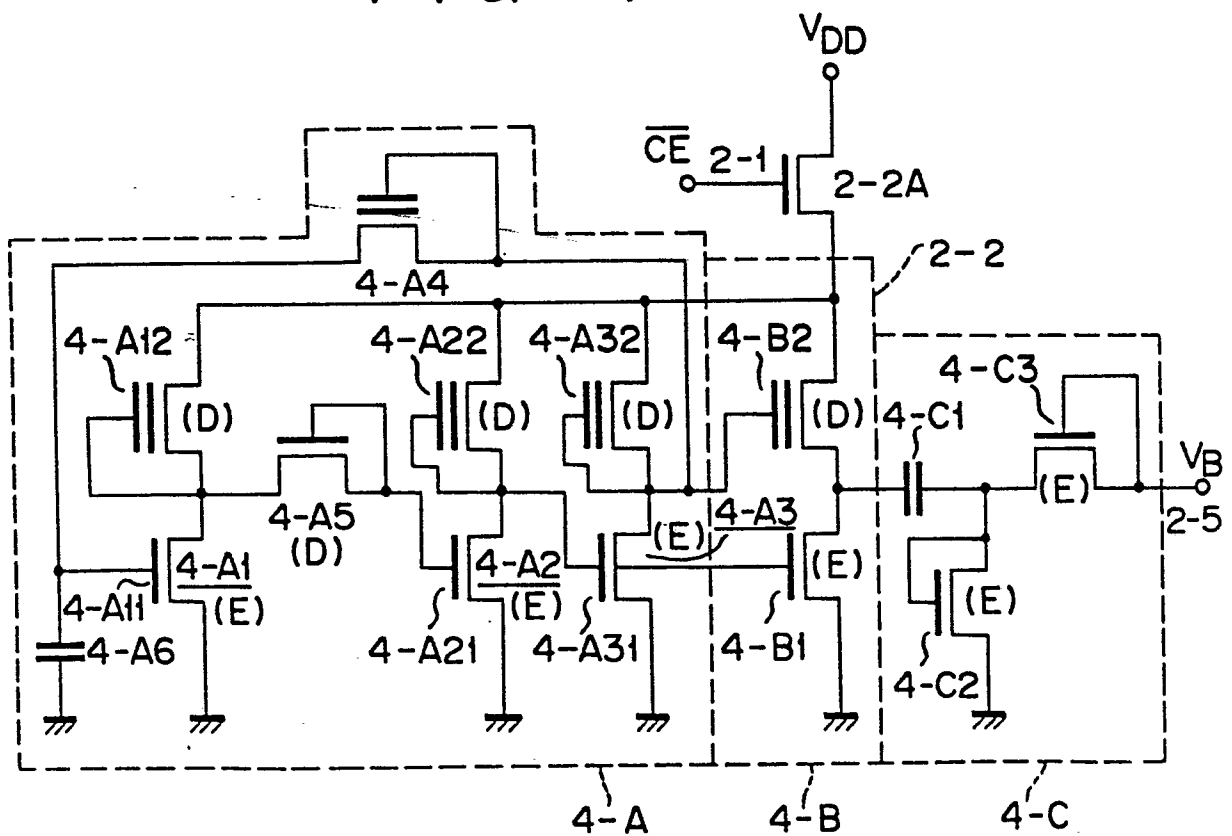 VDD
CE 2-1
2-2A
2-2
4-A4
4-A12
4-A22
4-A32
4-B2
4-C3
(D)
(D)
(D)
(D)
4-C1
VB
(E)
2-5
4-A5
(D)
4-A3
(E)
4-A1
(E)
4-A2
(E)
(E)
(E)
4-A11
4-A6
4-A21
4-A31
4-B1
4-C2
4-A
4-B
4-C